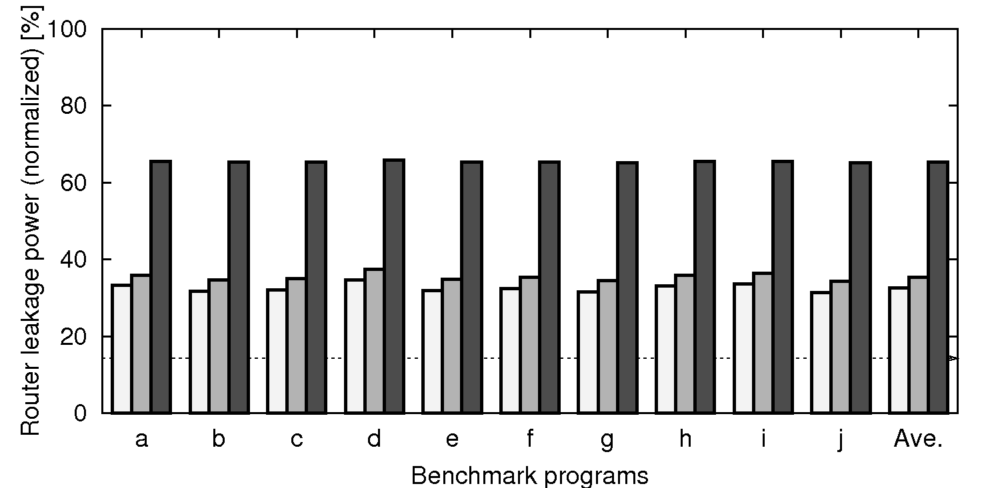 Router leakage power (normalized) [%]
100
80
60
40
20
0
a b c d e f g h i j Ave.
Benchmark programs